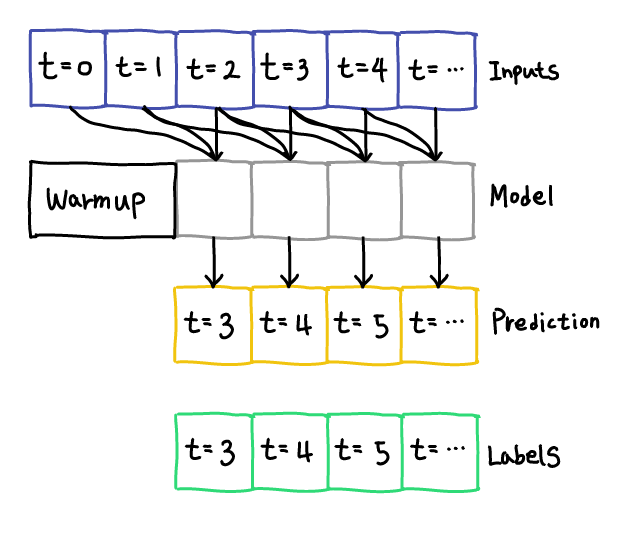 t=0 t=1 t=2 t=3 t=4 t=... Inputs
Warmup Model
t=3 t=4 t=5 t=... Prediction
t=3 t=4 t=5 t=... Labels